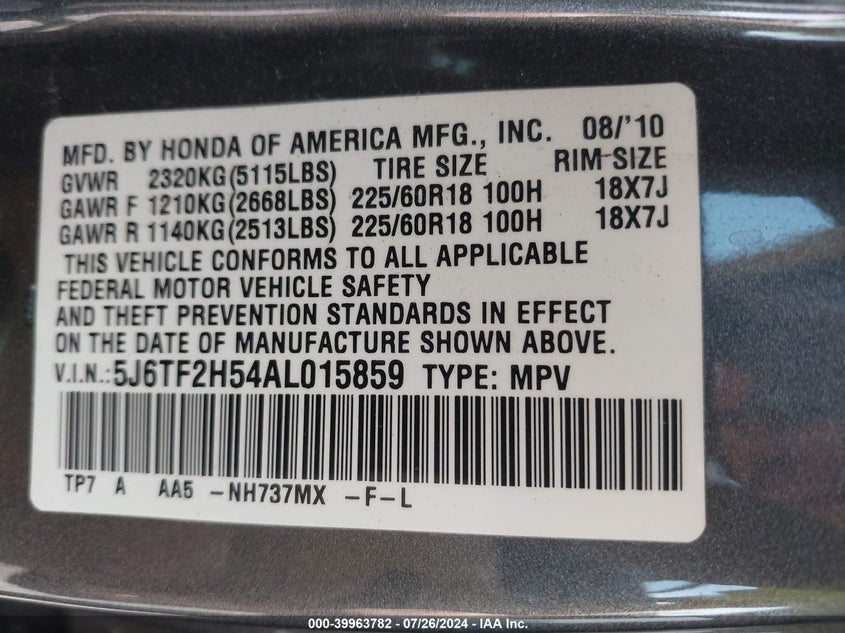 MFD. BY HONDA OF AMERICA MFG., INC. 08/'10
GVWR 2320KG(5115LBS) TIRE SIZE RIM SIZE
GAWR F 1210KG(2668LBS) 225/60R18 100H 18X7J
GAWR R 1140KG(2513LBS) 225/60R18 100H 18X7J
THIS VEHICLE CONFORMS TO ALL APPLICABLE
FEDERAL MOTOR VEHICLE SAFETY
AND THEFT PREVENTION STANDARDS IN EFFECT
ON THE DATE OF MANUFACTURE SHOWN ABOVE.
V.I.N.:5J6TF2H54AL015859 TYPE: MPV
TP7 A AA5 -NH737MX -F-L
000-39963782 / 07/26/2024 - IAA Inc.